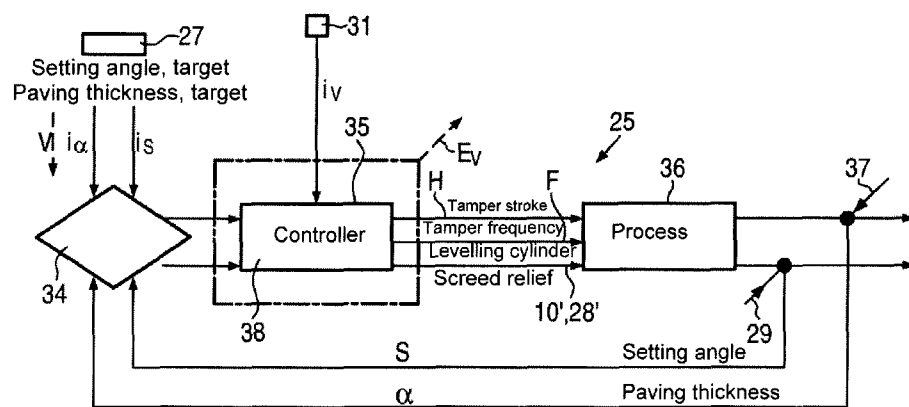 27
31
Setting angle, target
Paving thickness, target
V
iα
iS
iV
35
EV
25
H
F
36
37
Tamper stroke
Tamper frequency
Controller
Levelling cylinder
Process
Screed relief
34
38
10',28'
29
S
Setting angle
α
Paving thickness